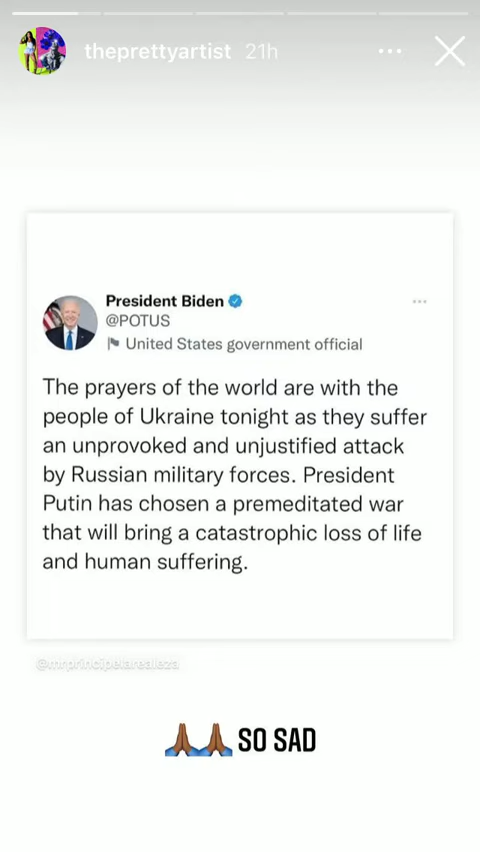 theprettyartist 21h
President Biden
@POTUS
United States government official
The prayers of the world are with the
people of Ukraine tonight as they suffer
an unprovoked and unjustified attack
by Russian military forces. President
Putin has chosen a premeditated war
that will bring a catastrophic loss of life
and human suffering.
@mrprincipelarealeza
🙏🏾🙏🏾 SO SAD